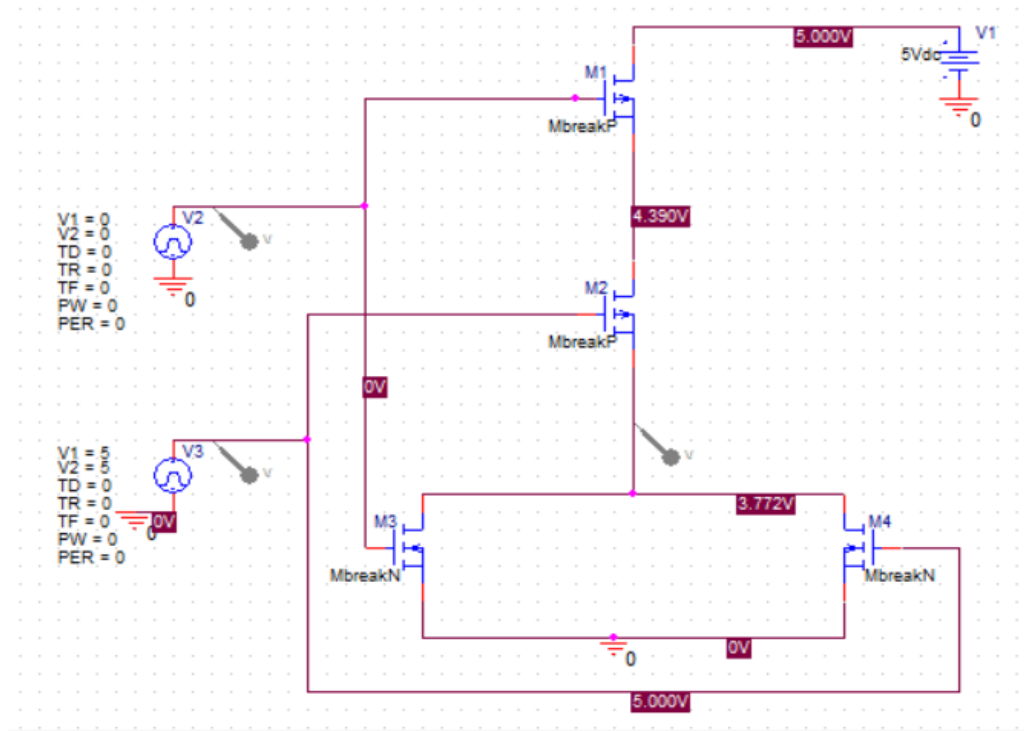 5.000V
V1
5Vdc
0
M1
MbreakP
4.390V
V1 = 0
V2 = 0
TD = 0
TR = 0
TF = 0
PW = 0
PER = 0
V2
V
0
M2
MbreakP
0V
V1 = 5
V2 = 5
TD = 0
TR = 0
TF = 0
PW = 0
PER = 0
V3
V
0V
0
V
3.772V
M3
MbreakN
M4
MbreakN
0
0V
5.000V